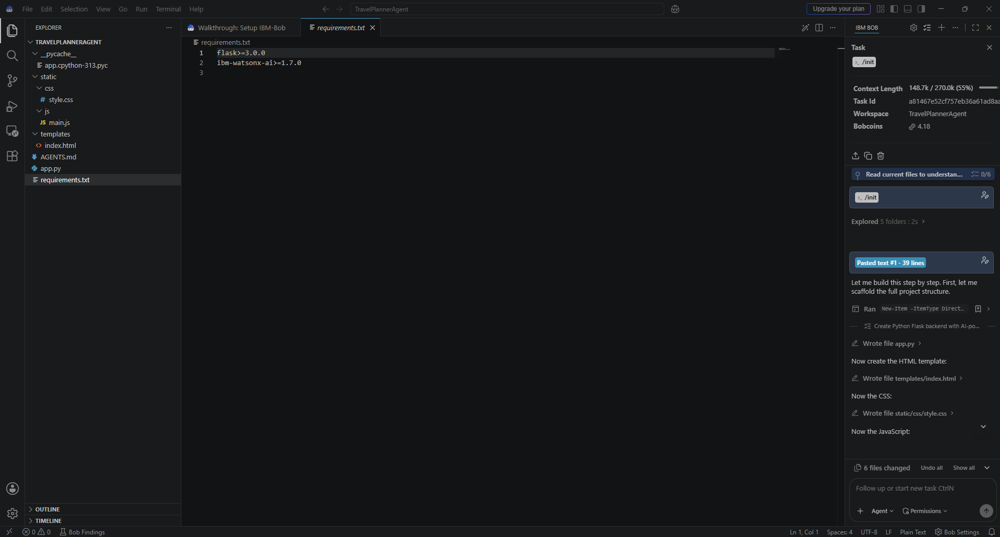 File Edit Selection View Go Run Terminal Help
TravelPlannerAgent
Upgrade your plan
EXPLORER
TRAVELPLANNERAGENT
__pycache__
app.cpython-313.pyc
static
css
# style.css
js
JS main.js
templates
<> index.html
AGENTS.md
app.py
requirements.txt
OUTLINE
TIMELINE
Walkthrough: Setup IBM-Bob
requirements.txt
requirements.txt
1 flask>=3.0.0
2 ibm-watsonx-ai>=1.7.0
3
IBM BOB
Task
/init
Context Length 148.7k / 270.0k (55%)
Task Id a81467e52cf757eb36a61ad8aa
Workspace TravelPlannerAgent
Bobcoins 4.18
Read current files to understan... 0/6
/init
Explored 5 folders : 2s
Pasted text #1 - 39 lines
Let me build this step by step. First, let me
scaffold the full project structure.
Ran New-Item -ItemType Direct...
Create Python Flask backend with AI-po...
Wrote file app.py
Now create the HTML template:
Wrote file templates/index.html
Now the CSS:
Wrote file static/css/style.css
Now the JavaScript:
6 files changed Undo all Show all
Follow up or start new task CtrlN
Agent Permissions
0 0 Bob Findings
Ln 1, Col 1 Spaces: 4 UTF-8 LF Plain Text Bob Settings